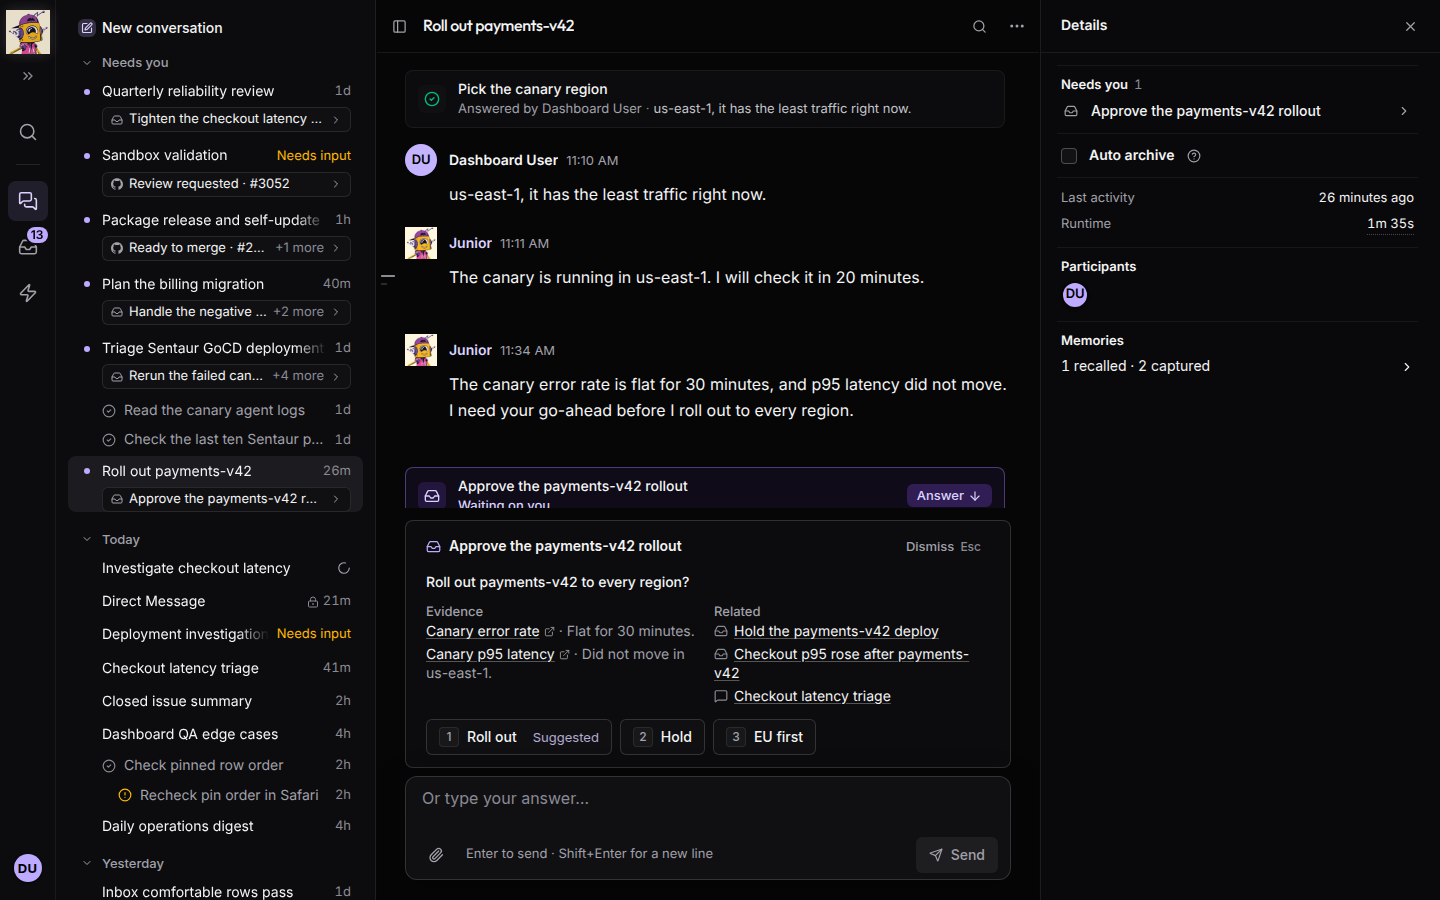 New conversation
Needs you
Quarterly reliability review 1d
Tighten the checkout latency ...
Sandbox validation Needs input
Review requested · #3052
Package release and self-update 1h
Ready to merge · #2... +1 more
13
Plan the billing migration 40m
Handle the negative ... +2 more
Triage Sentaur GoCD deployment 1d
Rerun the failed can... +4 more
Read the canary agent logs 1d
Check the last ten Sentaur p... 1d
Roll out payments-v42 26m
Approve the payments-v42 r...
Today
Investigate checkout latency
Direct Message 21m
Deployment investigation Needs input
Checkout latency triage 41m
Closed issue summary 2h
Dashboard QA edge cases 4h
Check pinned row order 2h
Recheck pin order in Safari 2h
Daily operations digest 4h
Yesterday
Inbox comfortable rows pass 1d
DU
Roll out payments-v42
Pick the canary region
Answered by Dashboard User · us-east-1, it has the least traffic right now.
DU
Dashboard User 11:10 AM
us-east-1, it has the least traffic right now.
Junior 11:11 AM
The canary is running in us-east-1. I will check it in 20 minutes.
Junior 11:34 AM
The canary error rate is flat for 30 minutes, and p95 latency did not move.
I need your go-ahead before I roll out to every region.
Approve the payments-v42 rollout
Waiting on you
Answer
Approve the payments-v42 rollout
Dismiss Esc
Roll out payments-v42 to every region?
Evidence
Canary error rate · Flat for 30 minutes.
Canary p95 latency · Did not move in
us-east-1.
Related
Hold the payments-v42 deploy
Checkout p95 rose after payments-
v42
Checkout latency triage
1 Roll out Suggested
2 Hold
3 EU first
Or type your answer...
Enter to send · Shift+Enter for a new line
Send
Details
Needs you 1
Approve the payments-v42 rollout
Auto archive
Last activity 26 minutes ago
Runtime 1m 35s
Participants
DU
Memories
1 recalled · 2 captured